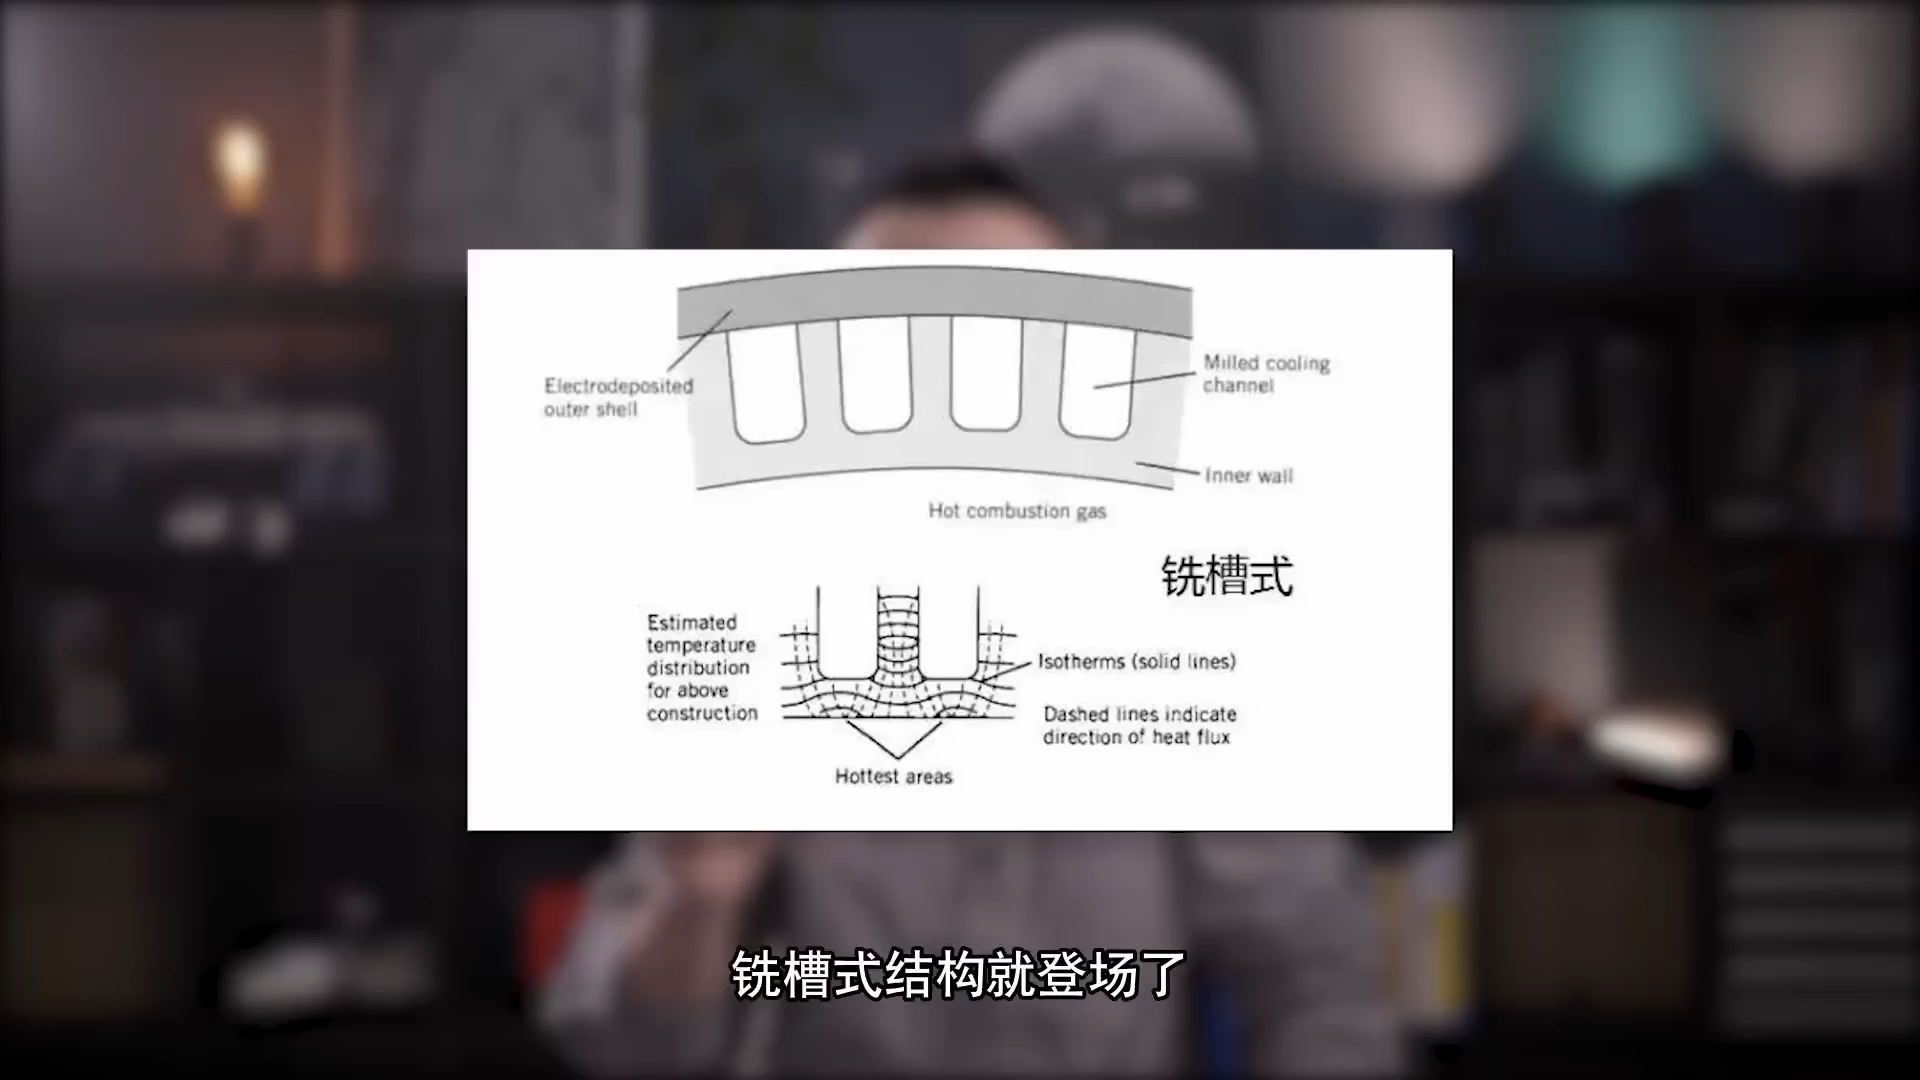 Electrodeposited
outer shell
Milled cooling
channel
Inner wall
Hot combustion gas
铣槽式
Estimated
temperature
distribution
for above
construction
Isotherms (solid lines)
Dashed lines indicate
direction of heat flux
Hottest areas
铣槽式结构就登场了